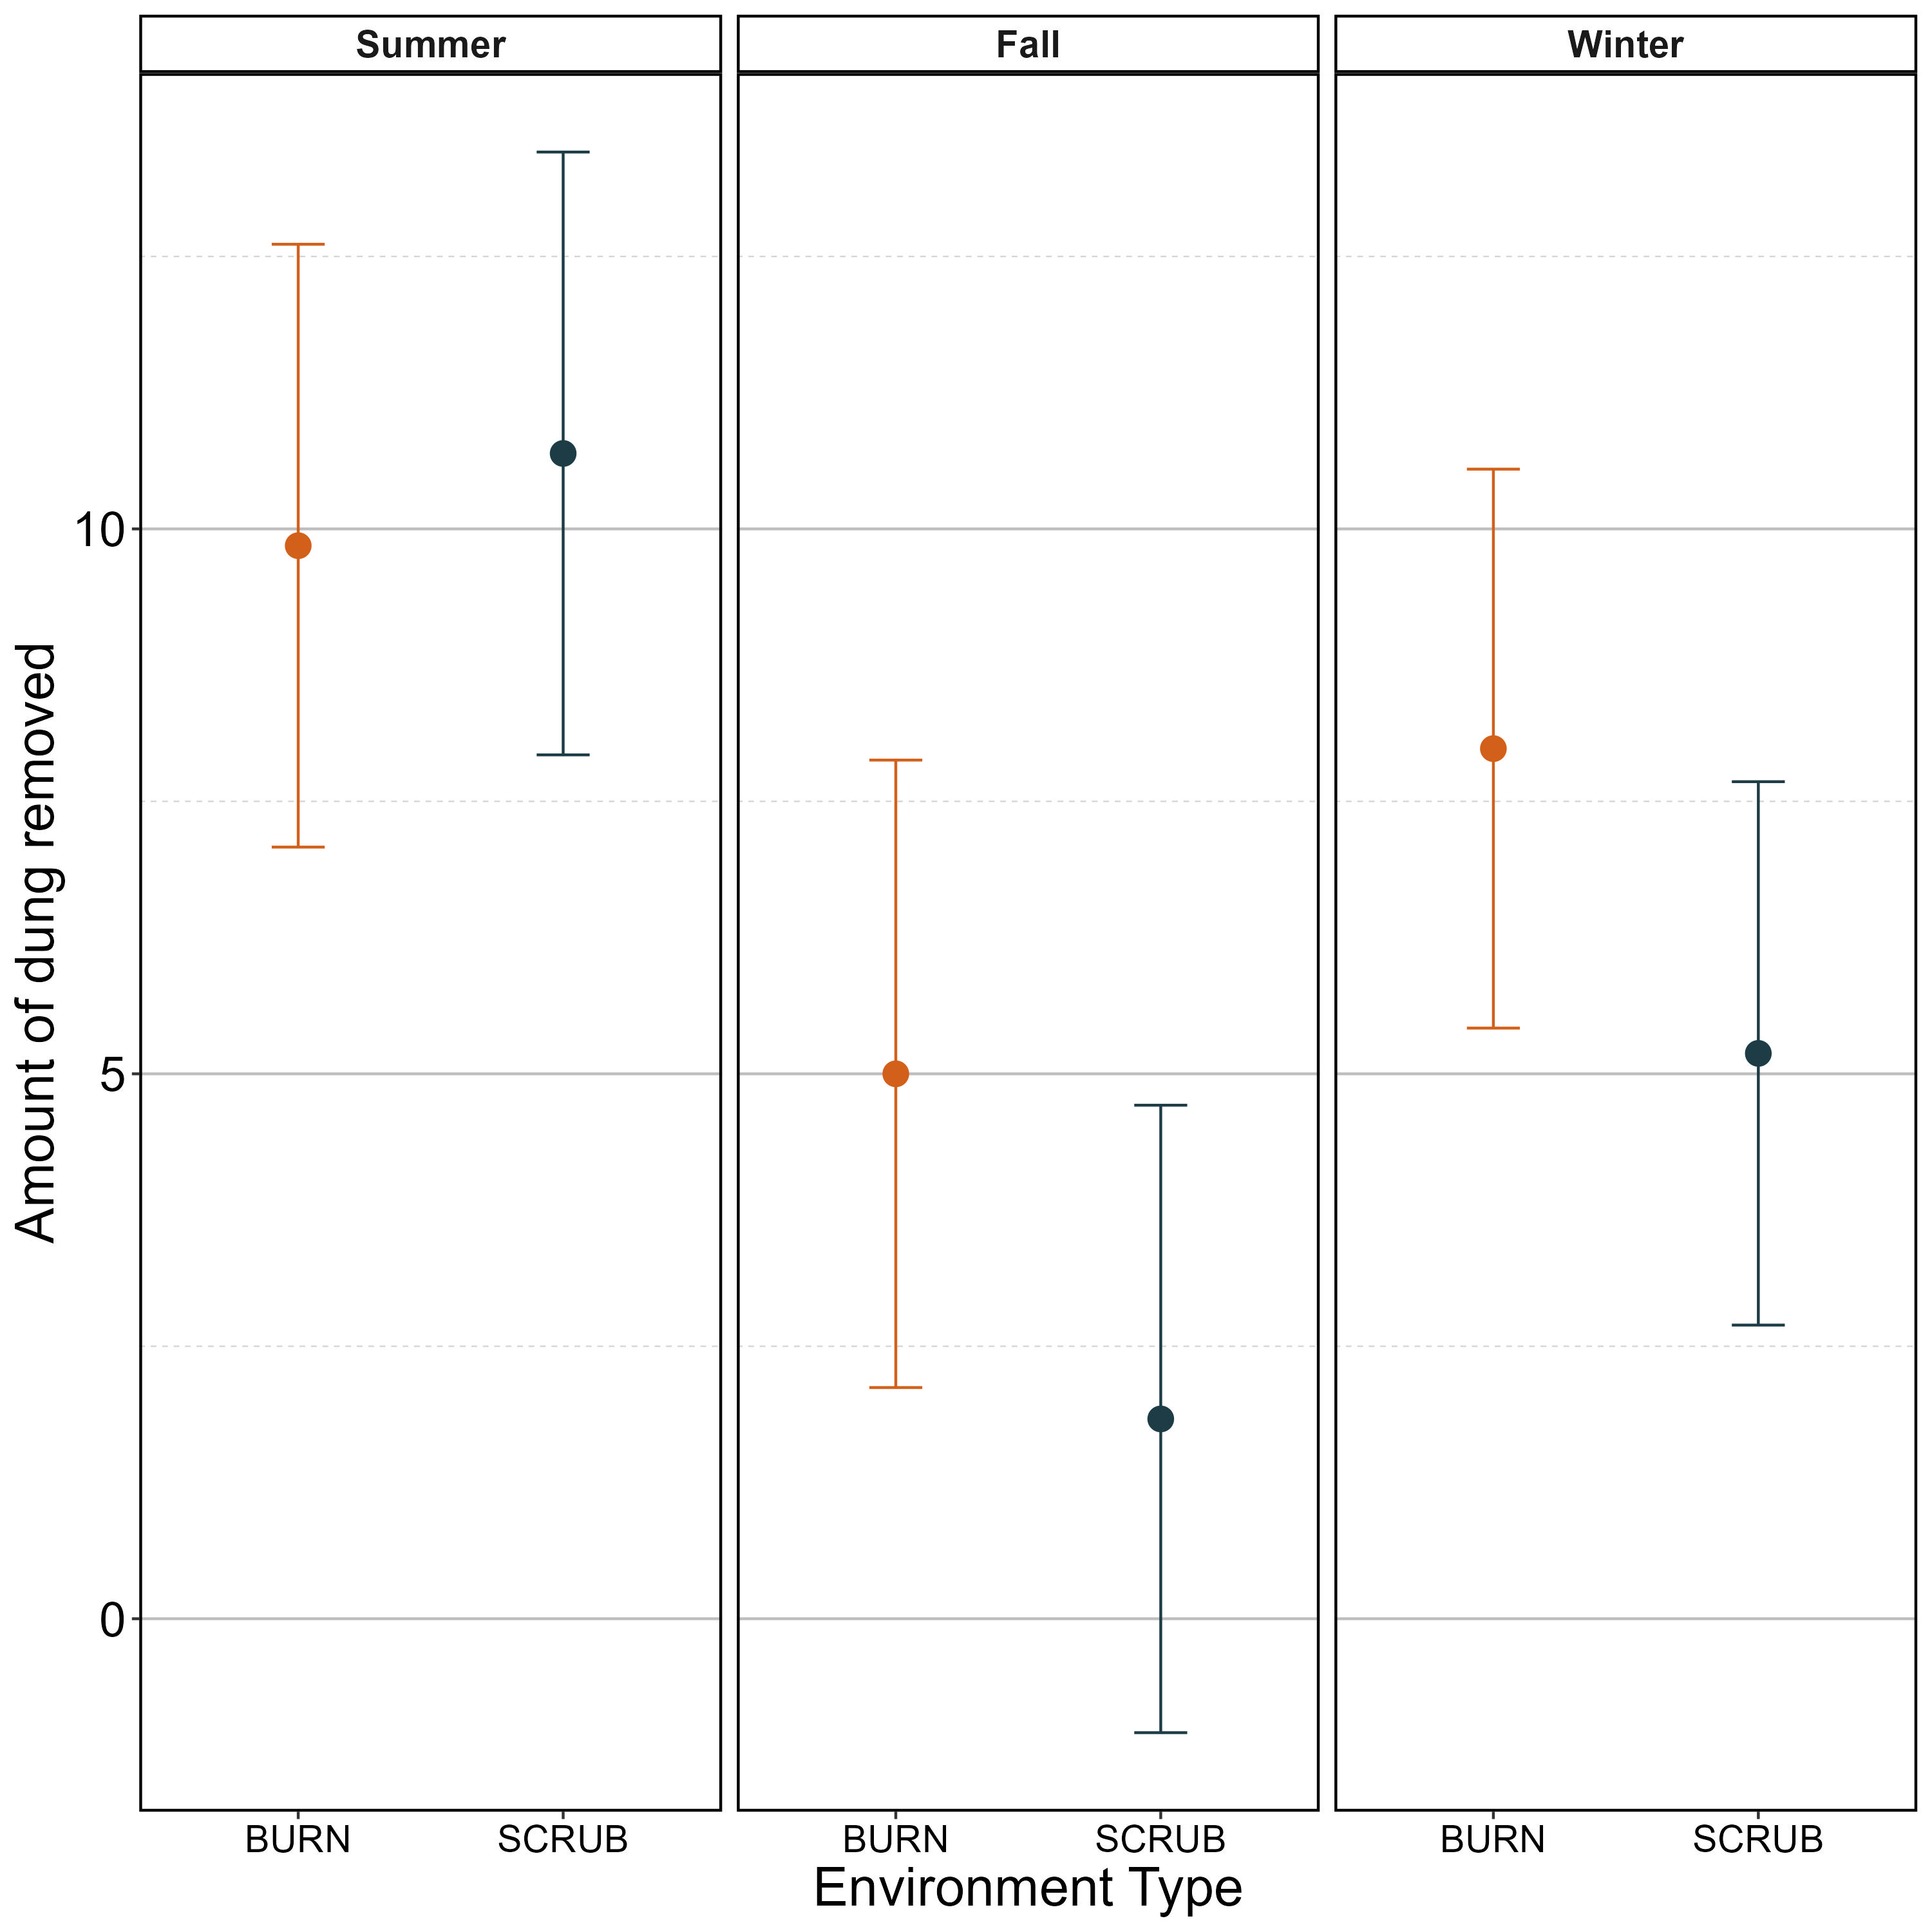 Summer Fall Winter
10
5
0
Amount of dung removed
BURN SCRUB BURN SCRUB BURN SCRUB
Environment Type